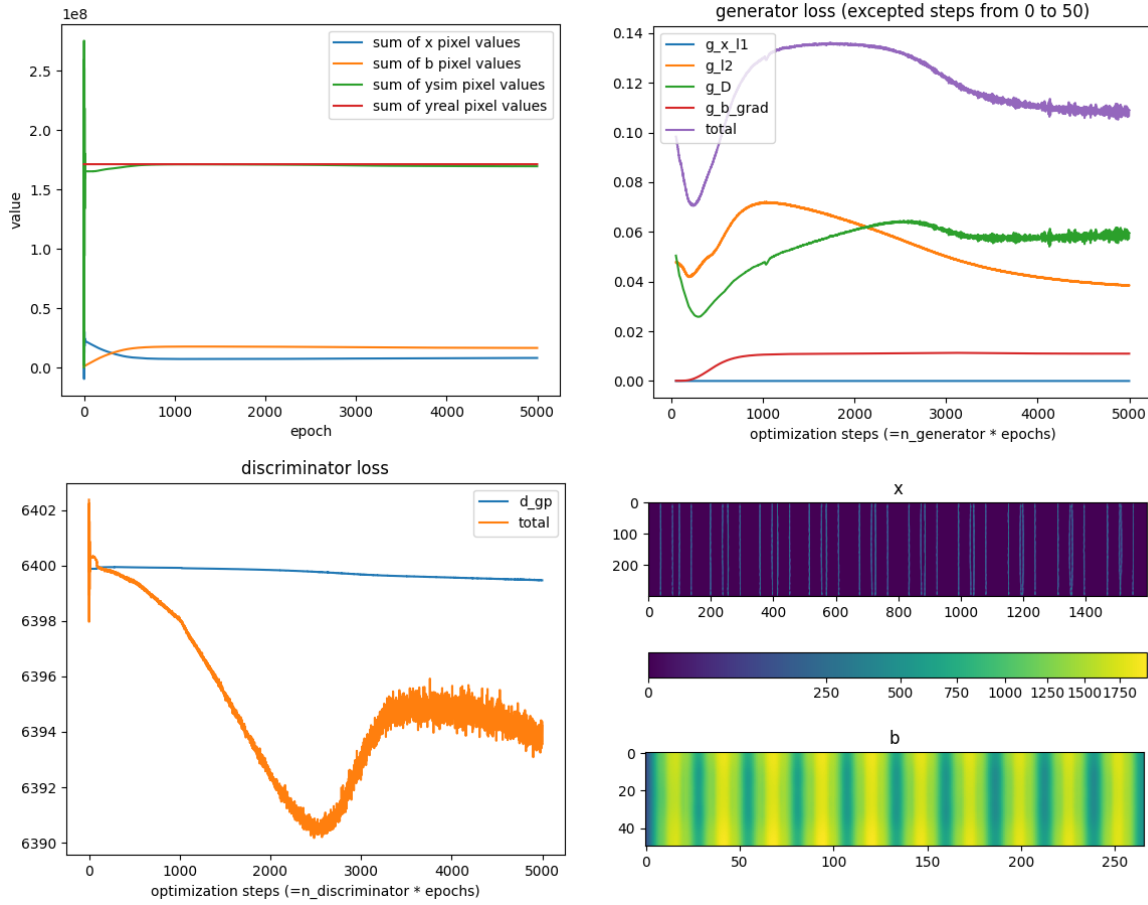 1e8
sum of x pixel values
sum of b pixel values
sum of ysim pixel values
sum of yreal pixel values
2.5
2.0
1.5
1.0
0.5
0.0
value
0 1000 2000 3000 4000 5000
epoch
generator loss (excepted steps from 0 to 50)
g_x_l1
g_l2
g_D
g_b_grad
total
0.14
0.12
0.10
0.08
0.06
0.04
0.02
0.00
0 1000 2000 3000 4000 5000
optimization steps (=n_generator * epochs)
discriminator loss
d_gp
total
6402
6400
6398
6396
6394
6392
6390
0 1000 2000 3000 4000 5000
optimization steps (=n_discriminator * epochs)
x
0
100
200
0 200 400 600 800 1000 1200 1400
0 250 500 750 1000 1250 1500 1750
b
0
20
40
0 50 100 150 200 250